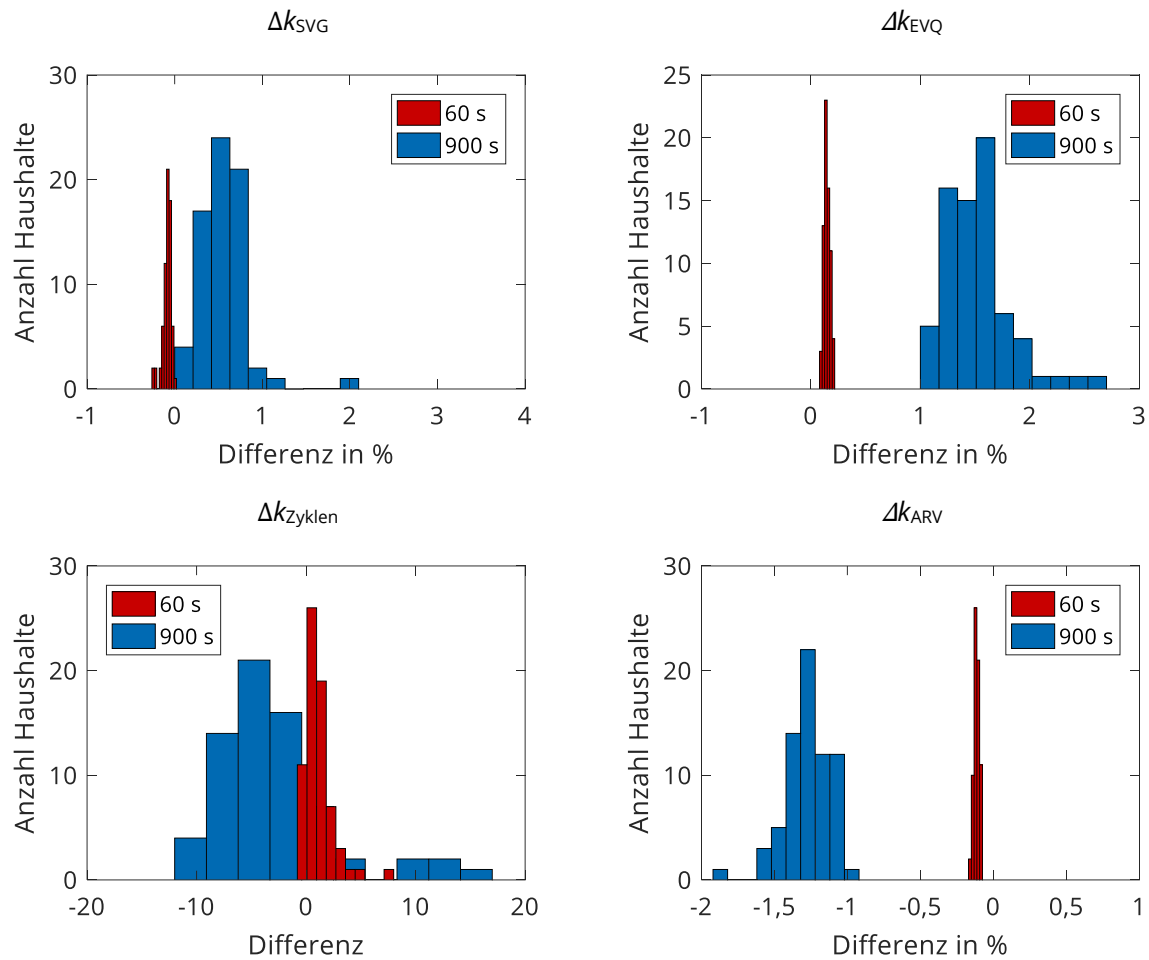 Δk_SVG
30
20
10
0
-1 0 1 2 3 4
Anzahl Haushalte
Differenz in %
60 s
900 s
Δk_EVQ
25
20
15
10
5
0
-1 0 1 2 3
Anzahl Haushalte
Differenz in %
60 s
900 s
Δk_Zyklen
30
20
10
0
-20 -10 0 10 20
Anzahl Haushalte
Differenz
60 s
900 s
Δk_ARV
30
20
10
0
-2 -1,5 -1 -0,5 0 0,5 1
Anzahl Haushalte
Differenz in %
60 s
900 s